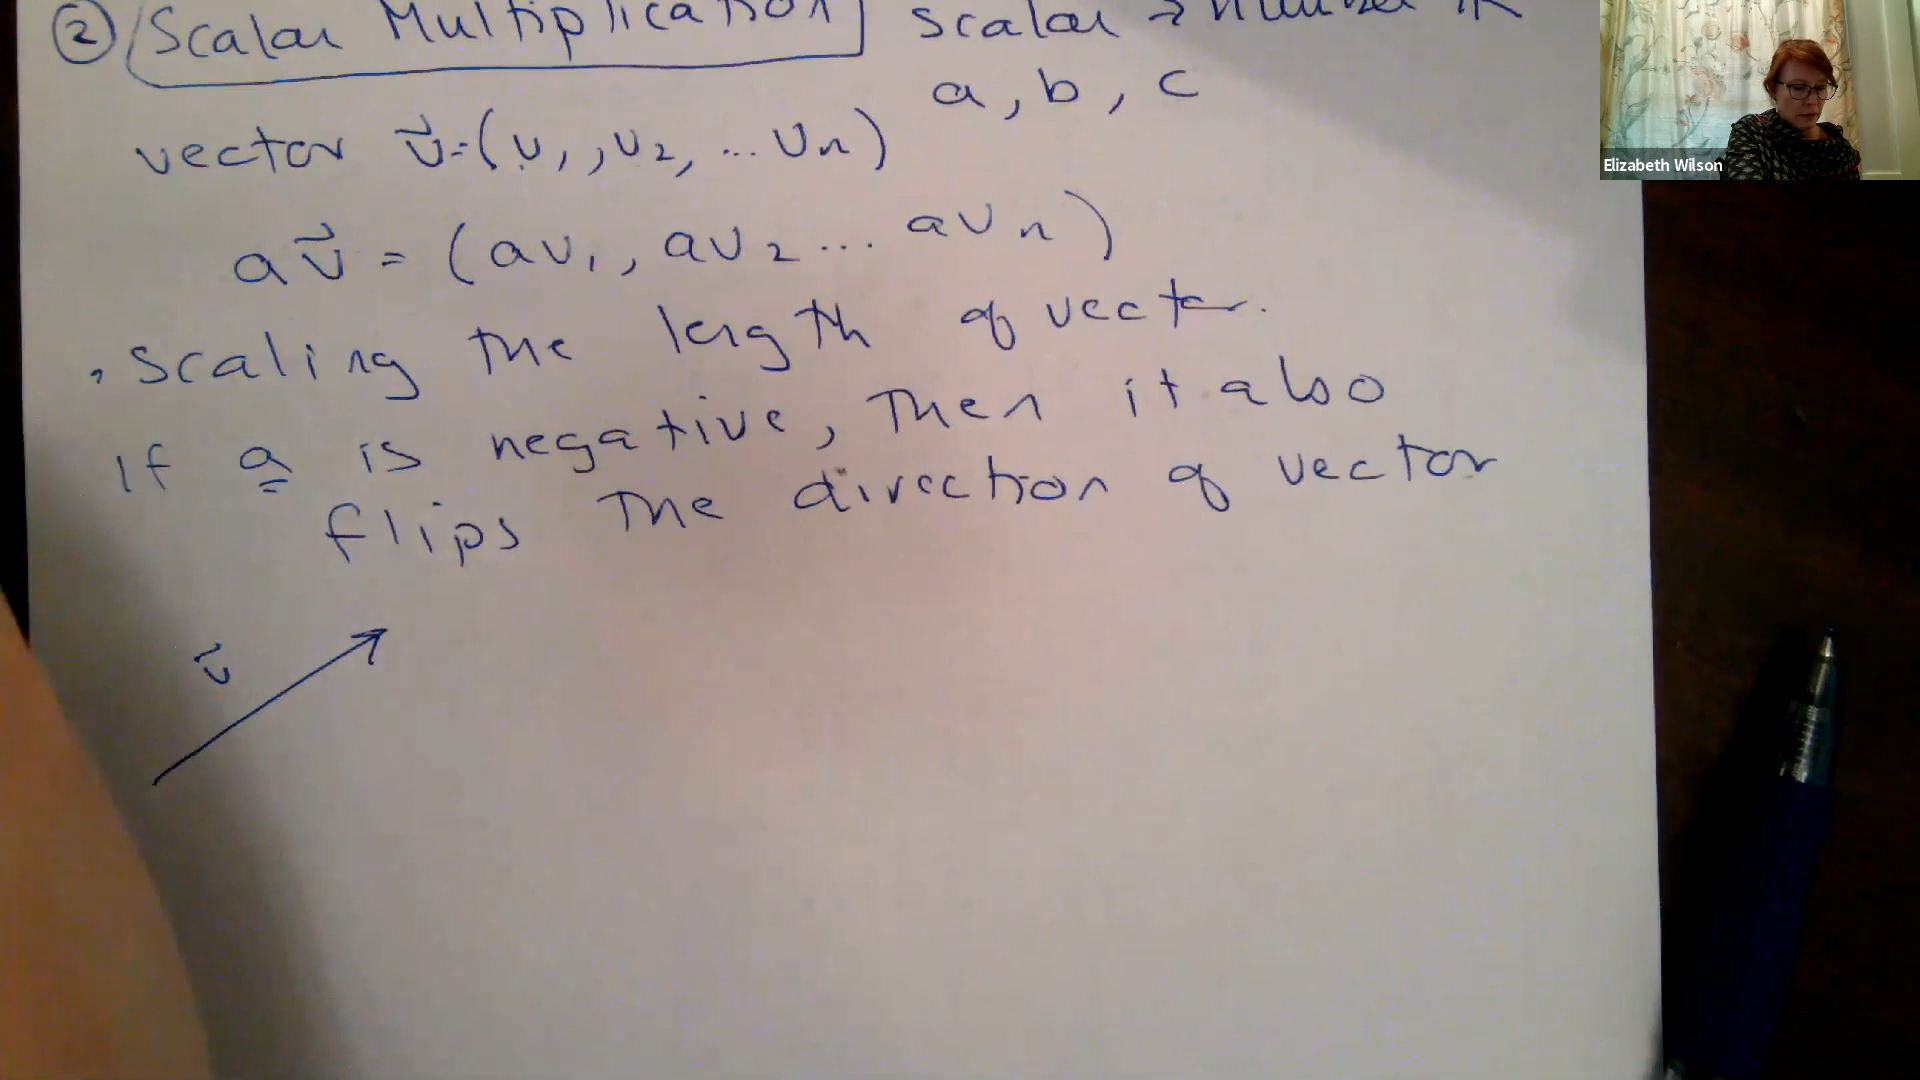 ② Scalar Multiplication scalar → number ℝ
a, b, c
vector v⃗=(v₁, v₂, ... vₙ)
av⃗ = (av₁, av₂ ... avₙ)
. Scaling the length of vector.
If a is negative, then it also
flips the direction of vector
v⃗
Elizabeth Wilson